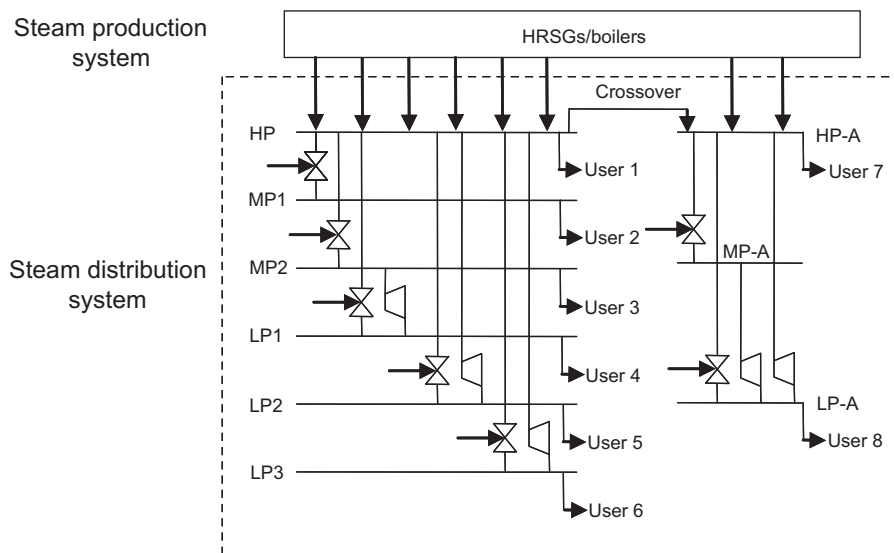 Steam production
system
HRSGs/boilers
Crossover
HP
HP-A
User 1
User 7
MP1
User 2
MP-A
Steam distribution
system
MP2
User 3
LP1
User 4
LP2
LP-A
User 5
User 8
LP3
User 6